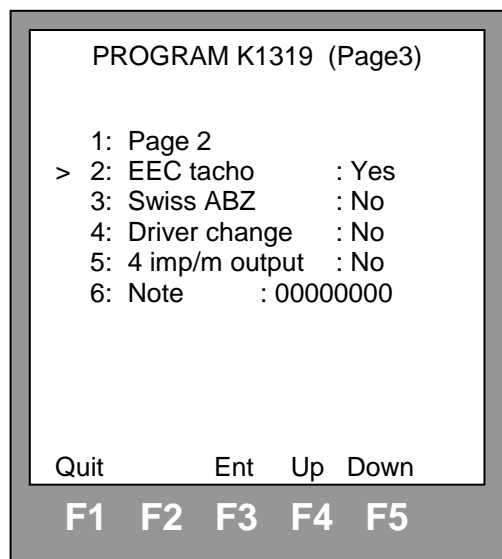 PROGRAM K1319 (Page3)
1: Page 2
> 2: EEC tacho : Yes
3: Swiss ABZ : No
4: Driver change : No
5: 4 imp/m output : No
6: Note : 00000000
Quit Ent Up Down
F1 F2 F3 F4 F5